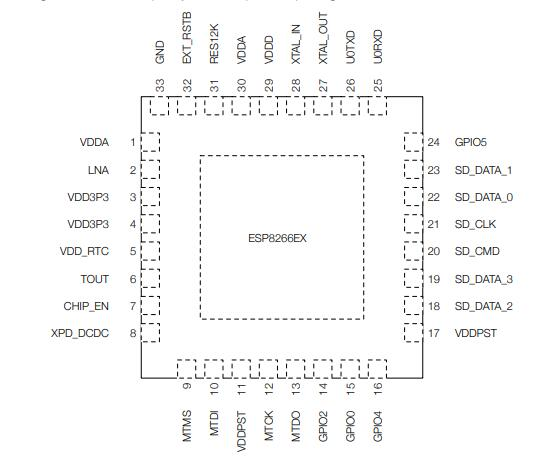 GND
EXT_RSTB
RES12K
VDDA
VDDD
XTAL_IN
XTAL_OUT
U0TXD
U0RXD
33
32
31
30
29
28
27
26
25
VDDA 1
LNA 2
VDD3P3 3
VDD3P3 4
VDD_RTC 5
TOUT 6
CHIP_EN 7
XPD_DCDC 8
ESP8266EX
24 GPIO5
23 SD_DATA_1
22 SD_DATA_0
21 SD_CLK
20 SD_CMD
19 SD_DATA_3
18 SD_DATA_2
17 VDDPST
9
10
11
12
13
14
15
16
MTMS
MTDI
VDDPST
MTCK
MTDO
GPIO2
GPIO0
GPIO4